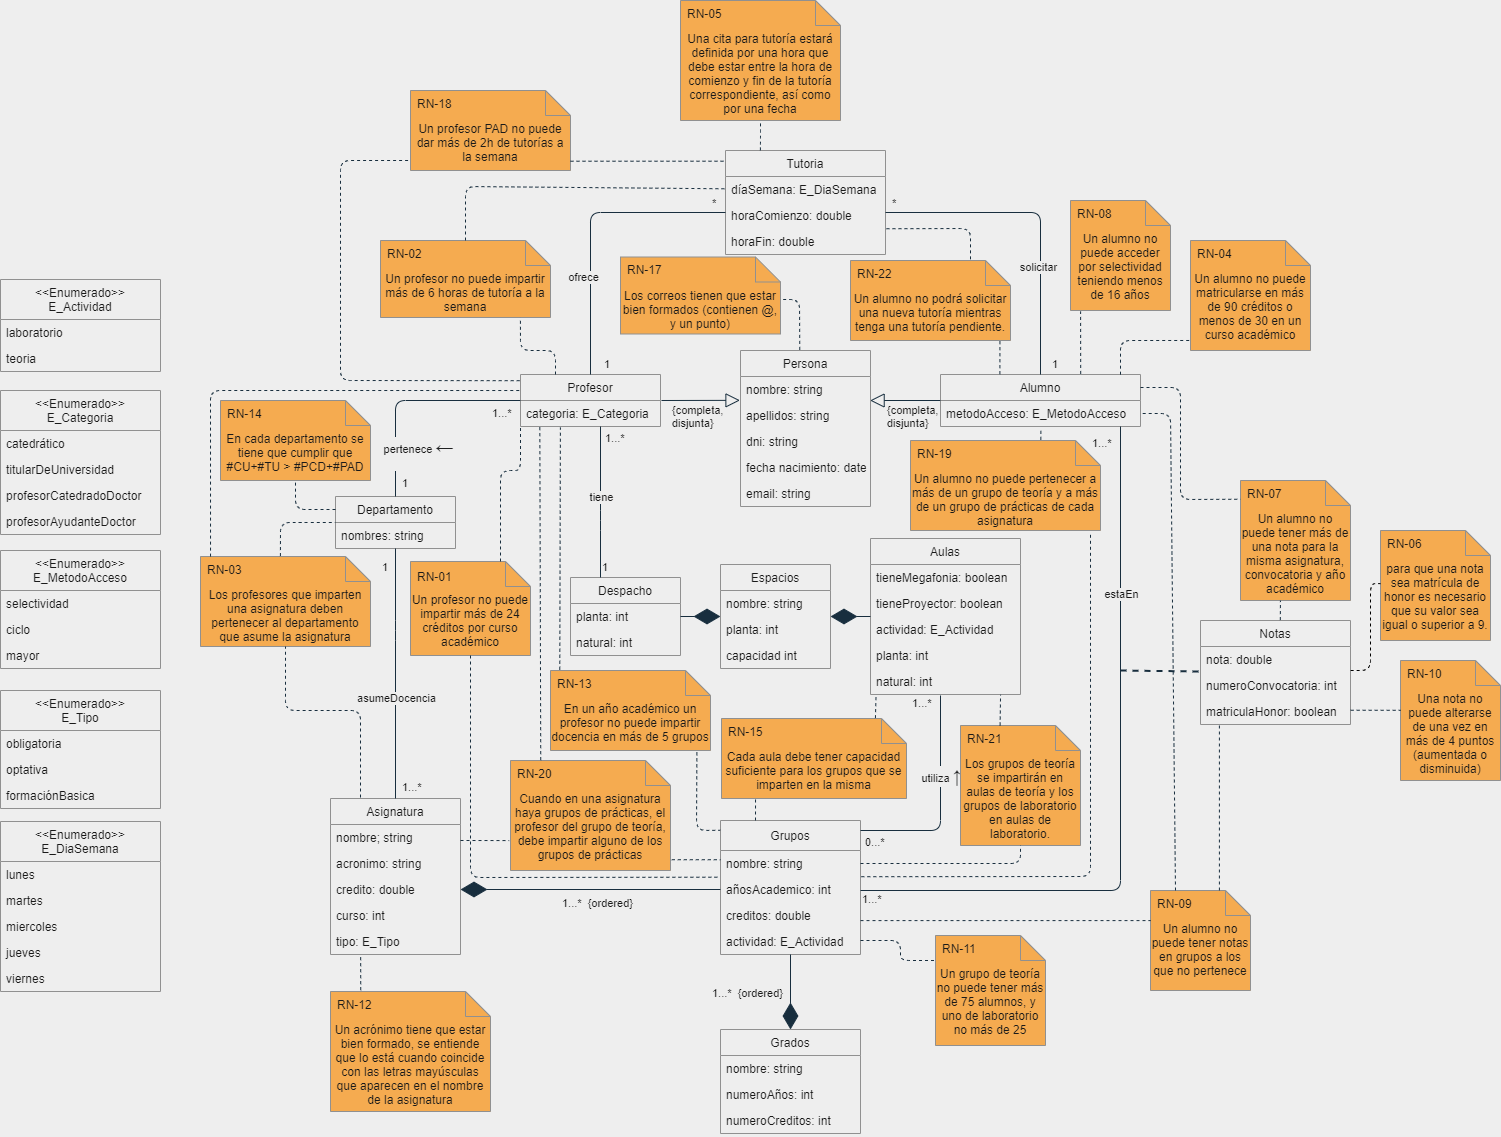 RN-05
Una cita para tutoría estará
definida por una hora que
debe estar entre la hora de
comienzo y fin de la tutoría
correspondiente, así como
por una fecha
RN-18
Un profesor PAD no puede
dar más de 2h de tutorías a
la semana
Tutoria
díaSemana: E_DiaSemana
horaComienzo: double
horaFin: double
*
*
ofrece
solicitar
1
1
RN-02
Un profesor no puede impartir
más de 6 horas de tutoría a la
semana
RN-17
Los correos tienen que estar
bien formados (contienen @,
y un punto)
RN-22
Un alumno no podrá solicitar
una nueva tutoría mientras
tenga una tutoría pendiente.
RN-08
Un alumno no
puede acceder
por selectividad
teniendo menos
de 16 años
RN-04
Un alumno no puede
matricularse en más
de 90 créditos o
menos de 30 en un
curso académico
<<Enumerado>>
E_Actividad
laboratorio
teoria
<<Enumerado>>
E_Categoria
catedrático
titularDeUniversidad
profesorCatedradoDoctor
profesorAyudanteDoctor
<<Enumerado>>
E_MetodoAcceso
selectividad
ciclo
mayor
<<Enumerado>>
E_Tipo
obligatoria
optativa
formaciónBasica
<<Enumerado>>
E_DiaSemana
lunes
martes
miercoles
jueves
viernes
Persona
nombre: string
apellidos: string
dni: string
fecha nacimiento: date
email: string
Profesor
categoria: E_Categoria
{completa,
disjunta}
Alumno
metodoAcceso: E_MetodoAcceso
{completa,
disjunta}
1...*
pertenece ←
1
RN-14
En cada departamento se
tiene que cumplir que
#CU+#TU > #PCD+#PAD
Departamento
nombres: string
1
1...*
tiene
1
1...*
RN-19
Un alumno no puede pertenecer a
más de un grupo de teoría y a más
de un grupo de prácticas de cada
asignatura
RN-07
Un alumno no
puede tener más de
una nota para la
misma asignatura,
convocatoria y año
académico
RN-06
para que una nota
sea matrícula de
honor es necesario
que su valor sea
igual o superior a 9.
RN-03
Los profesores que imparten
una asignatura deben
pertenecer al departamento
que asume la asignatura
RN-01
Un profesor no puede
impartir más de 24
créditos por curso
académico
Despacho
planta: int
natural: int
Espacios
nombre: string
planta: int
capacidad int
Aulas
tieneMegafonia: boolean
tieneProyector: boolean
actividad: E_Actividad
planta: int
natural: int
estaEn
Notas
nota: double
numeroConvocatoria: int
matriculaHonor: boolean
RN-10
Una nota no
puede alterarse
de una vez en
más de 4 puntos
(aumentada o
disminuida)
asumeDocencia
1...*
RN-13
En un año académico un
profesor no puede impartir
docencia en más de 5 grupos
RN-15
Cada aula debe tener capacidad
suficiente para los grupos que se
imparten en la misma
1...*
utiliza ↑
0...*
RN-21
Los grupos de teoría
se impartirán en
aulas de teoría y los
grupos de laboratorio
en aulas de
laboratorio.
RN-20
Cuando en una asignatura
haya grupos de prácticas, el
profesor del grupo de teoría,
debe impartir alguno de los
grupos de prácticas
Asignatura
nombre; string
acronimo: string
credito: double
curso: int
tipo: E_Tipo
1...* {ordered}
Grupos
nombre: string
añosAcademico: int
creditos: double
actividad: E_Actividad
1...*
RN-09
Un alumno no
puede tener notas
en grupos a los
que no pertenece
RN-11
Un grupo de teoría
no puede tener más
de 75 alumnos, y
uno de laboratorio
no más de 25
RN-12
Un acrónimo tiene que estar
bien formado, se entiende
que lo está cuando coincide
con las letras mayúsculas
que aparecen en el nombre
de la asignatura
1...* {ordered}
Grados
nombre: string
numeroAños: int
numeroCreditos: int